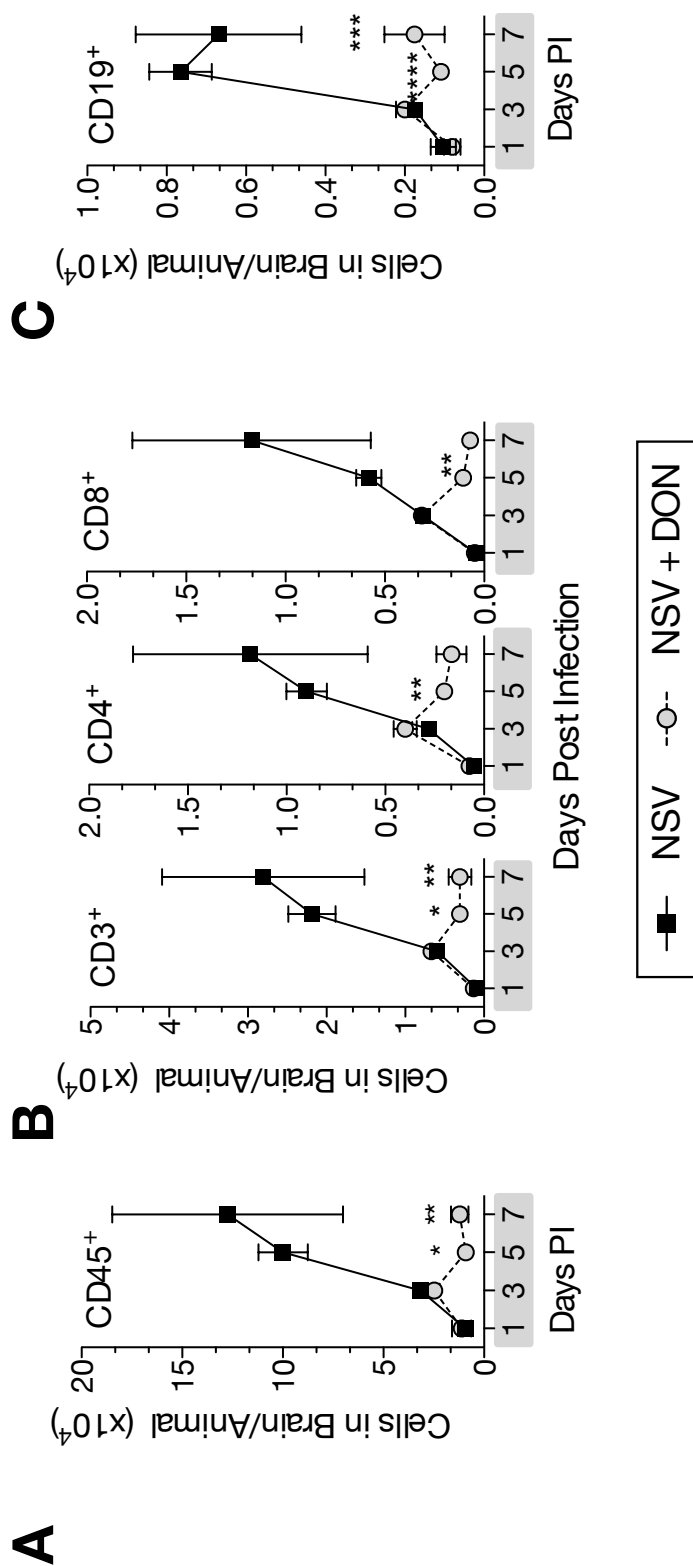 A
CD45⁺
Cells in Brain/Animal (x10⁴)
20
15
10
5
0
1 3 5 7
* **
Days PI
B
CD3⁺
Cells in Brain/Animal (x10⁴)
5
4
3
2
1
0
1 3 5 7
* **
CD4⁺
2.0
1.5
1.0
0.5
0.0
1 3 5 7
**
CD8⁺
2.0
1.5
1.0
0.5
0.0
1 3 5 7
**
Days Post Infection
C
CD19⁺
Cells in Brain/Animal (x10⁴)
1.0
0.8
0.6
0.4
0.2
0.0
1 3 5 7
**** ***
Days PI
NSV NSV + DON